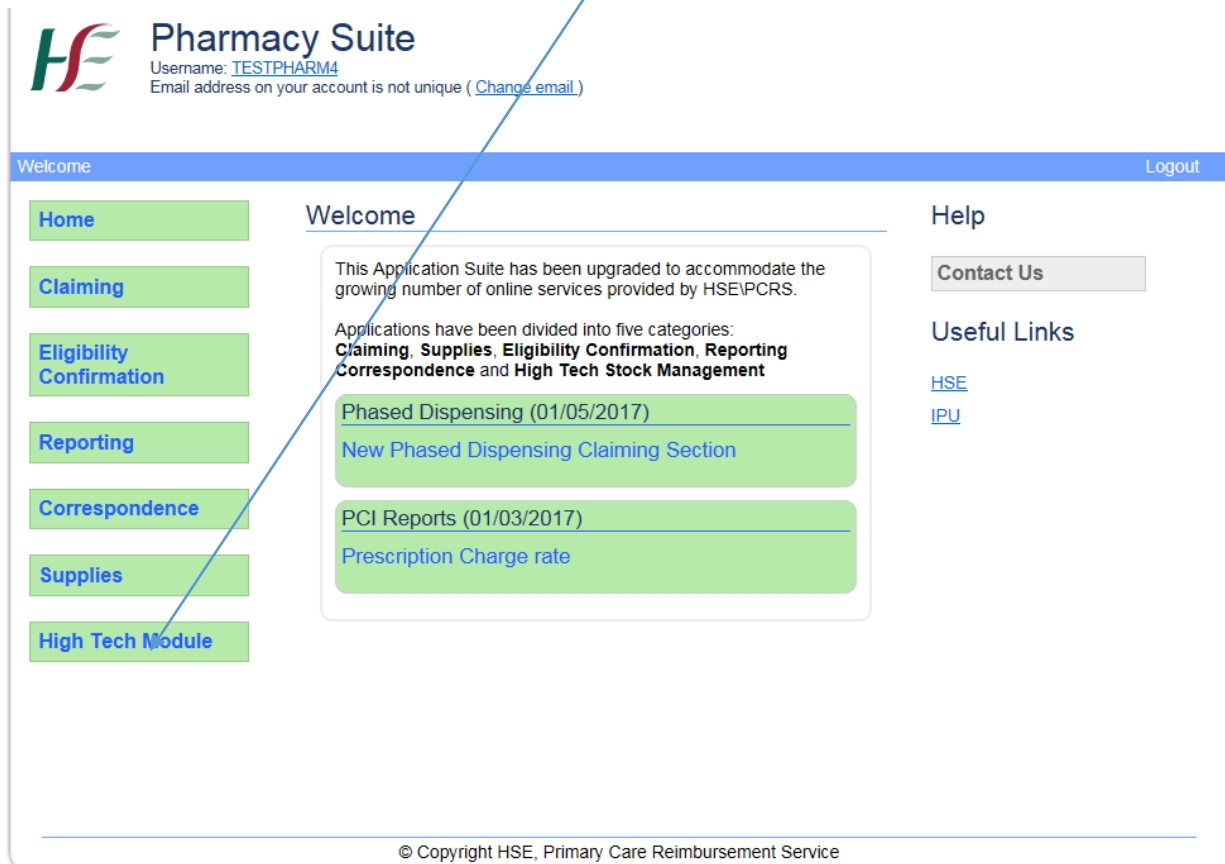 HSE
Pharmacy Suite
Username: TESTPHARM4
Email address on your account is not unique ( Change email )
Welcome
Logout
Home
Claiming
Eligibility
Confirmation
Reporting
Correspondence
Supplies
High Tech Module
Welcome
This Application Suite has been upgraded to accommodate the
growing number of online services provided by HSE\PCRS.
Applications have been divided into five categories:
Claiming, Supplies, Eligibility Confirmation, Reporting
Correspondence and High Tech Stock Management
Phased Dispensing (01/05/2017)
New Phased Dispensing Claiming Section
PCI Reports (01/03/2017)
Prescription Charge rate
Help
Contact Us
Useful Links
HSE
IPU
© Copyright HSE, Primary Care Reimbursement Service